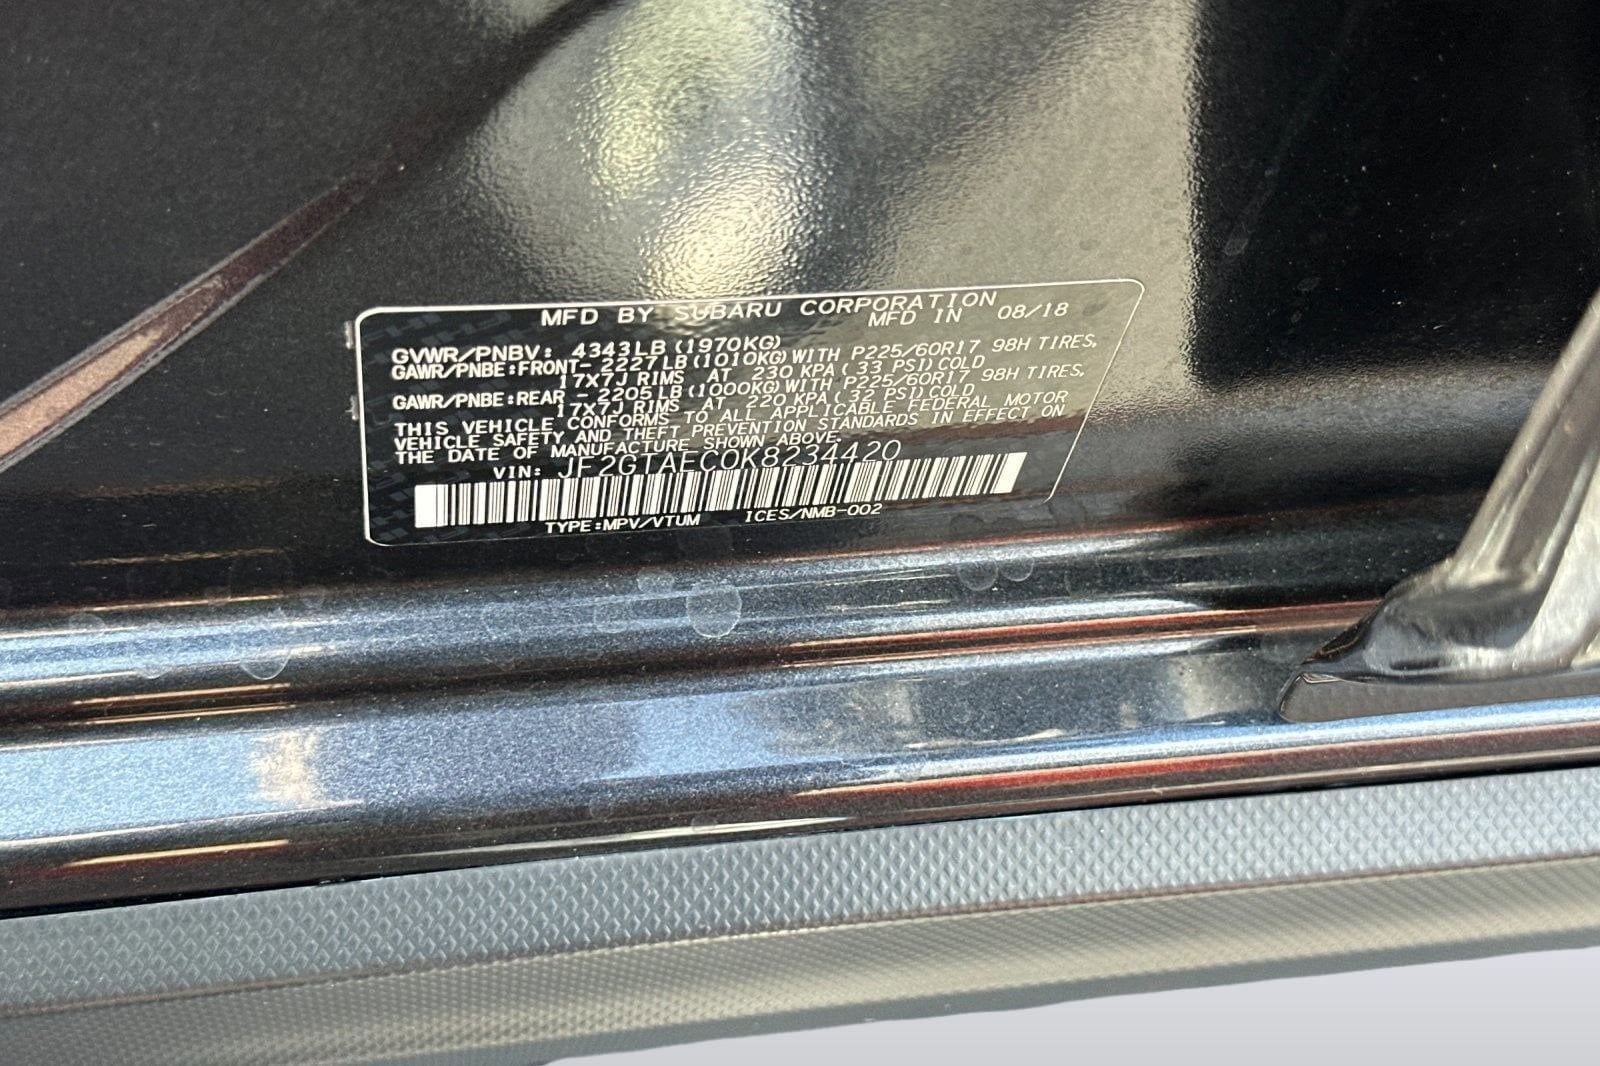 MFD BY SUBARU CORPORATION
MFD IN 08/18
GVWR/PNBV: 4343LB(1970KG)
GAWR/PNBE:FRONT- 2227LB(1010KG)WITH P225/60R17 98H TIRES,
17X7J RIMS AT 230 KPA( 33 PSI)COLD
GAWR/PNBE:REAR - 2205LB(1000KG)WITH P225/60R17 98H TIRES,
17X7J RIMS AT 220 KPA( 32 PSI)COLD
THIS VEHICLE CONFORMS TO ALL APPLICABLE FEDERAL MOTOR
VEHICLE SAFETY AND THEFT PREVENTION STANDARDS IN EFFECT ON
THE DATE OF MANUFACTURE SHOWN ABOVE.
VIN: JF2GTAEC0K8234420
TYPE:MPV/VTUM ICES/NMB-002